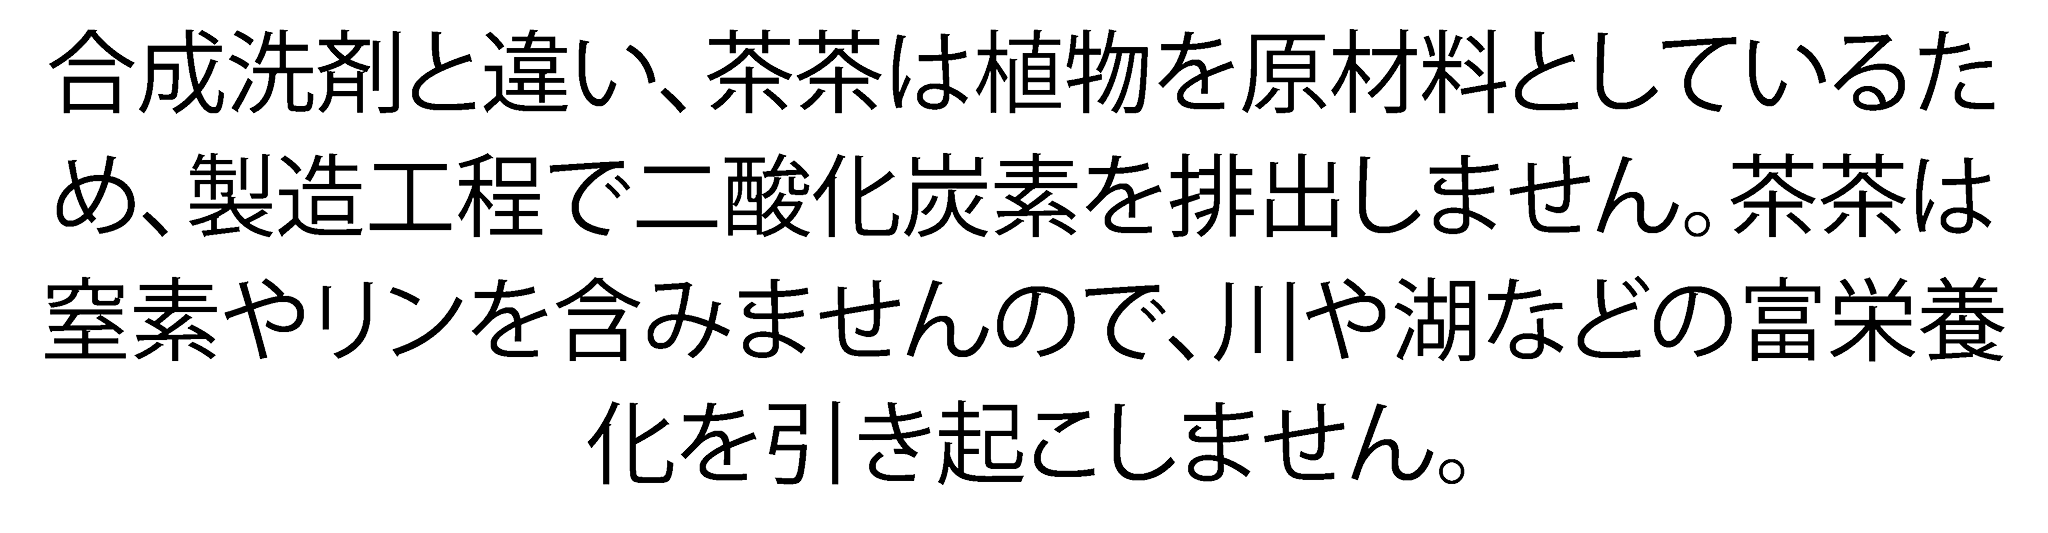 合成洗剤と違い、茶茶は植物を原材料としているた
め、製造工程で二酸化炭素を排出しません。茶茶は
窒素やリンを含みませんので、川や湖などの富栄養
化を引き起こしません。